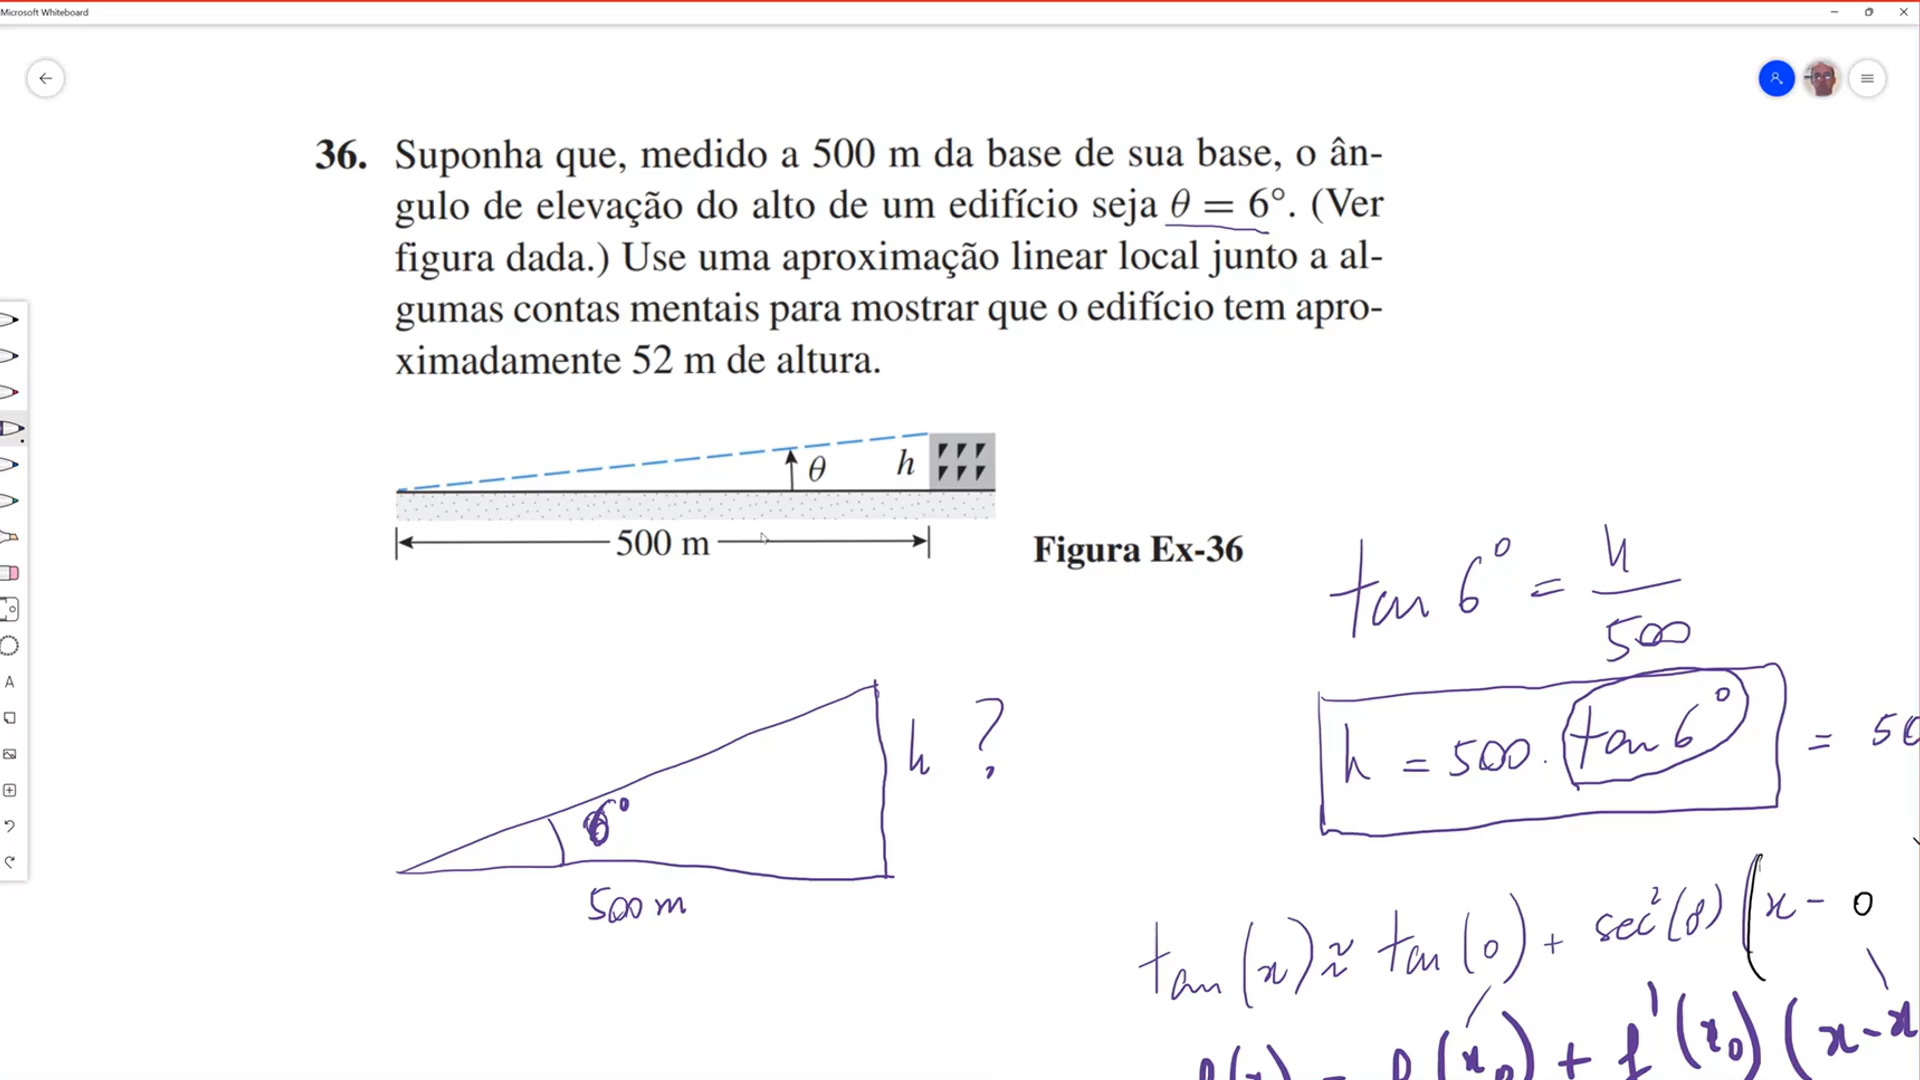 Microsoft Whiteboard
36. Suponha que, medido a 500 m da base de sua base, o ân-
gulo de elevação do alto de um edifício seja θ = 6°. (Ver
figura dada.) Use uma aproximação linear local junto a al-
gumas contas mentais para mostrar que o edifício tem apro-
ximadamente 52 m de altura.
θ
h
500 m
Figura Ex-36
tan 6° = h/500
h = 500 · tan 6° = 50
h ?
6°
500 m
tan(x) ≈ tan(0) + sec²(0) (x - 0
(x₀) + f'(x₀) (x - x
A